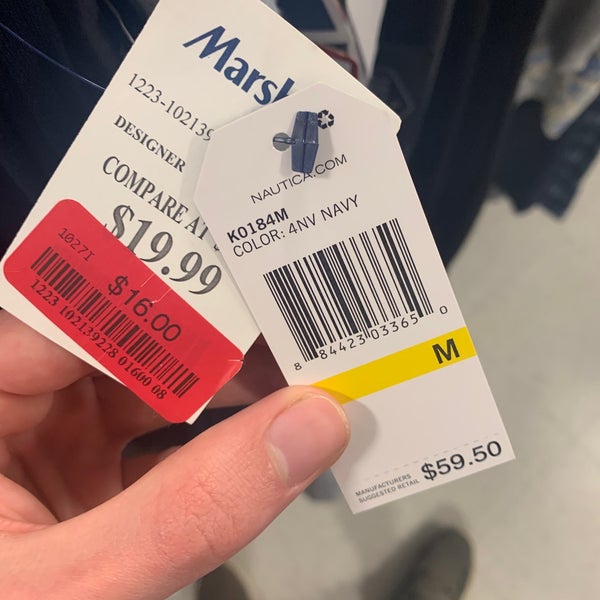 Marsh
1223-102139
DESIGNER
COMPARE AT
$19.99
10271
$16.00
1223 102139228 01600 08
NAUTICA.COM
K0184M
COLOR: 4NV NAVY
8 84423 03365 0
M
MANUFACTURERS
SUGGESTED RETAIL $59.50